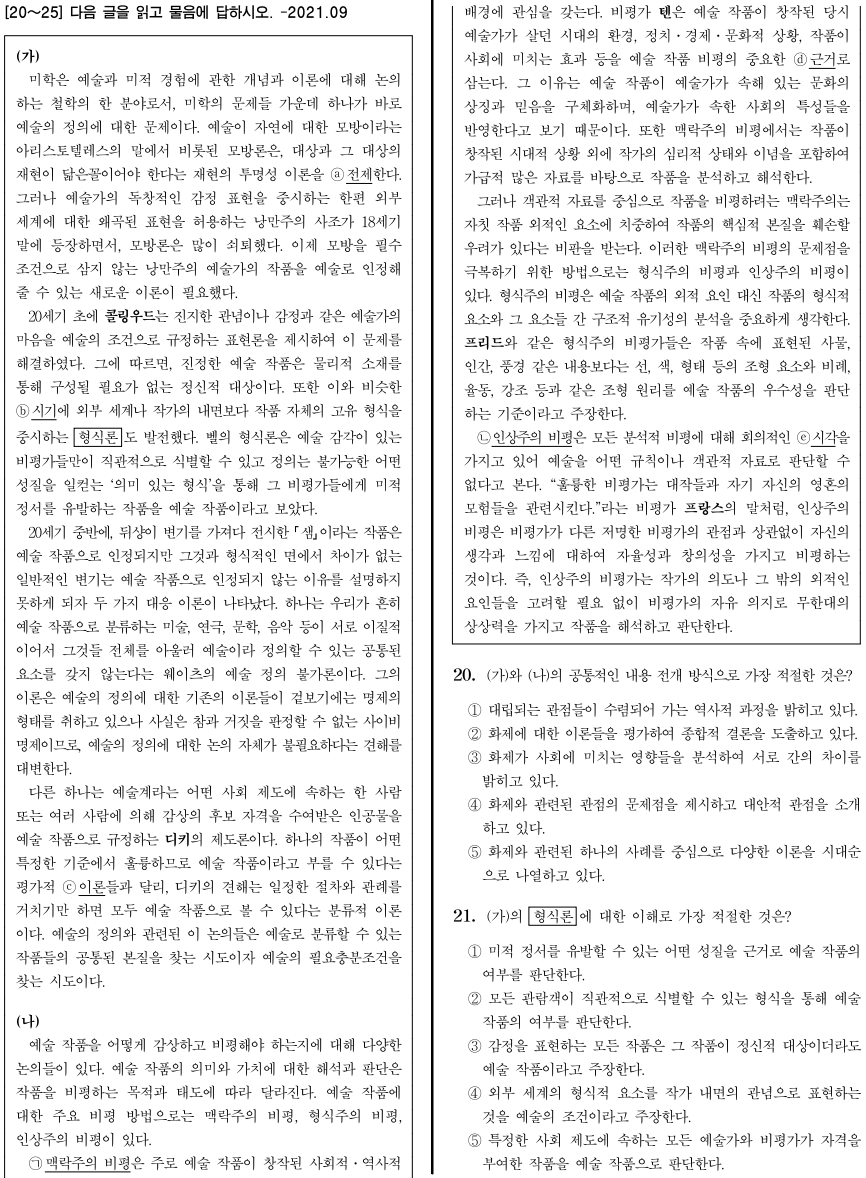 [20～25] 다음 글을 읽고 물음에 답하시오. -2021.09
(가)
미학은 예술과 미적 경험에 관한 개념과 이론에 대해 논의
하는 철학의 한 분야로서, 미학의 문제들 가운데 하나가 바로
예술의 정의에 대한 문제이다. 예술이 자연에 대한 모방이라는
아리스토텔레스의 말에서 비롯된 모방론은, 대상과 그 대상의
재현이 닮은꼴이어야 한다는 재현의 투명성 이론을 ⓐ전제한다.
그러나 예술가의 독창적인 감정 표현을 중시하는 한편 외부
세계에 대한 왜곡된 표현을 허용하는 낭만주의 사조가 18세기
말에 등장하면서, 모방론은 많이 쇠퇴했다. 이제 모방을 필수
조건으로 삼지 않는 낭만주의 예술가의 작품을 예술로 인정해
줄 수 있는 새로운 이론이 필요했다.
20세기 초에 콜링우드는 진지한 관념이나 감정과 같은 예술가의
마음을 예술의 조건으로 규정하는 표현론을 제시하여 이 문제를
해결하였다. 그에 따르면, 진정한 예술 작품은 물리적 소재를
통해 구성될 필요가 없는 정신적 대상이다. 또한 이와 비슷한
ⓑ시기에 외부 세계나 작가의 내면보다 작품 자체의 고유 형식을
중시하는 형식론도 발전했다. 벨의 형식론은 예술 감각이 있는
비평가들만이 직관적으로 식별할 수 있고 정의는 불가능한 어떤
성질을 일컫는 ‘의미 있는 형식’을 통해 그 비평가들에게 미적
정서를 유발하는 작품을 예술 작품이라고 보았다.
20세기 중반에, 뒤샹이 변기를 가져다 전시한 「샘」이라는 작품은
예술 작품으로 인정되지만 그것과 형식적인 면에서 차이가 없는
일반적인 변기는 예술 작품으로 인정되지 않는 이유를 설명하지
못하게 되자 두 가지 대응 이론이 나타났다. 하나는 우리가 흔히
예술 작품으로 분류하는 미술, 연극, 문학, 음악 등이 서로 이질적
이어서 그것들 전체를 아울러 예술이라 정의할 수 있는 공통된
요소를 갖지 않는다는 웨이츠의 예술 정의 불가론이다. 그의
이론은 예술의 정의에 대한 기존의 이론들이 겉보기에는 명제의
형태를 취하고 있으나 사실은 참과 거짓을 판정할 수 없는 사이비
명제이므로, 예술의 정의에 대한 논의 자체가 불필요하다는 견해를
대변한다.
다른 하나는 예술계라는 어떤 사회 제도에 속하는 한 사람
또는 여러 사람에 의해 감상의 후보 자격을 수여받은 인공물을
예술 작품으로 규정하는 디키의 제도론이다. 하나의 작품이 어떤
특정한 기준에서 훌륭하므로 예술 작품이라고 부를 수 있다는
평가적 ⓒ이론들과 달리, 디키의 견해는 일정한 절차와 관례를
거치기만 하면 모두 예술 작품으로 볼 수 있다는 분류적 이론
이다. 예술의 정의와 관련된 이 논의들은 예술로 분류할 수 있는
작품들의 공통된 본질을 찾는 시도이자 예술의 필요충분조건을
찾는 시도이다.
(나)
예술 작품을 어떻게 감상하고 비평해야 하는지에 대해 다양한
논의들이 있다. 예술 작품의 의미와 가치에 대한 해석과 판단은
작품을 비평하는 목적과 태도에 따라 달라진다. 예술 작품에
대한 주요 비평 방법으로는 맥락주의 비평, 형식주의 비평,
인상주의 비평이 있다.
㉠맥락주의 비평은 주로 예술 작품이 창작된 사회적·역사적
배경에 관심을 갖는다. 비평가 텐은 예술 작품이 창작된 당시
예술가가 살던 시대의 환경, 정치·경제·문화적 상황, 작품이
사회에 미치는 효과 등을 예술 작품 비평의 중요한 ⓓ근거로
삼는다. 그 이유는 예술 작품이 예술가가 속해 있는 문화의
상징과 믿음을 구체화하며, 예술가가 속한 사회의 특성들을
반영한다고 보기 때문이다. 또한 맥락주의 비평에서는 작품이
창작된 시대적 상황 외에 작가의 심리적 상태와 이념을 포함하여
가급적 많은 자료를 바탕으로 작품을 분석하고 해석한다.
그러나 객관적 자료를 중심으로 작품을 비평하려는 맥락주의는
자칫 작품 외적인 요소에 치중하여 작품의 핵심적 본질을 훼손할
우려가 있다는 비판을 받는다. 이러한 맥락주의 비평의 문제점을
극복하기 위한 방법으로는 형식주의 비평과 인상주의 비평이
있다. 형식주의 비평은 예술 작품의 외적 요인 대신 작품의 형식적
요소와 그 요소들 간 구조적 유기성의 분석을 중요하게 생각한다.
프리드와 같은 형식주의 비평가들은 작품 속에 표현된 사물,
인간, 풍경 같은 내용보다는 선, 색, 형태 등의 조형 요소와 비례,
율동, 강조 등과 같은 조형 원리를 예술 작품의 우수성을 판단
하는 기준이라고 주장한다.
㉡인상주의 비평은 모든 분석적 비평에 대해 회의적인 ⓔ시각을
가지고 있어 예술을 어떤 규칙이나 객관적 자료로 판단할 수
없다고 본다. “훌륭한 비평가는 대작들과 자기 자신의 영혼의
모험들을 관련시킨다.”라는 비평가 프랑스의 말처럼, 인상주의
비평은 비평가가 다른 저명한 비평가의 관점과 상관없이 자신의
생각과 느낌에 대하여 자율성과 창의성을 가지고 비평하는
것이다. 즉, 인상주의 비평가는 작가의 의도나 그 밖의 외적인
요인들을 고려할 필요 없이 비평가의 자유 의지로 무한대의
상상력을 가지고 작품을 해석하고 판단한다.
20. (가)와 (나)의 공통적인 내용 전개 방식으로 가장 적절한 것은?
① 대립되는 관점들이 수렴되어 가는 역사적 과정을 밝히고 있다.
② 화제에 대한 이론들을 평가하여 종합적 결론을 도출하고 있다.
③ 화제가 사회에 미치는 영향들을 분석하여 서로 간의 차이를
밝히고 있다.
④ 화제와 관련된 관점의 문제점을 제시하고 대안적 관점을 소개
하고 있다.
⑤ 화제와 관련된 하나의 사례를 중심으로 다양한 이론을 시대순
으로 나열하고 있다.
21. (가)의 형식론에 대한 이해로 가장 적절한 것은?
① 미적 정서를 유발할 수 있는 어떤 성질을 근거로 예술 작품의
여부를 판단한다.
② 모든 관람객이 직관적으로 식별할 수 있는 형식을 통해 예술
작품의 여부를 판단한다.
③ 감정을 표현하는 모든 작품은 그 작품이 정신적 대상이더라도
예술 작품이라고 주장한다.
④ 외부 세계의 형식적 요소를 작가 내면의 관념으로 표현하는
것을 예술의 조건이라고 주장한다.
⑤ 특정한 사회 제도에 속하는 모든 예술가와 비평가가 자격을
부여한 작품을 예술 작품으로 판단한다.